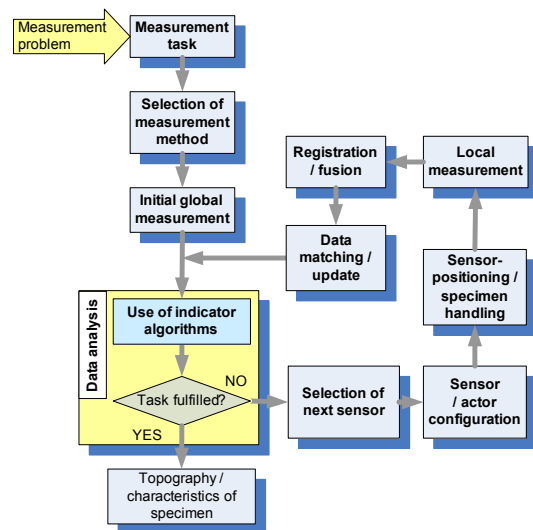 Measurement
problem
Measurement
task
Selection of
measurement
method
Initial global
measurement
Registration
/ fusion
Local
measurement
Data
matching /
update
Sensor-
positioning /
specimen
handling
Data analysis
Use of indicator
algorithms
Task fulfilled?
NO
YES
Selection of
next sensor
Sensor
/ actor
configuration
Topography /
characteristics of
specimen